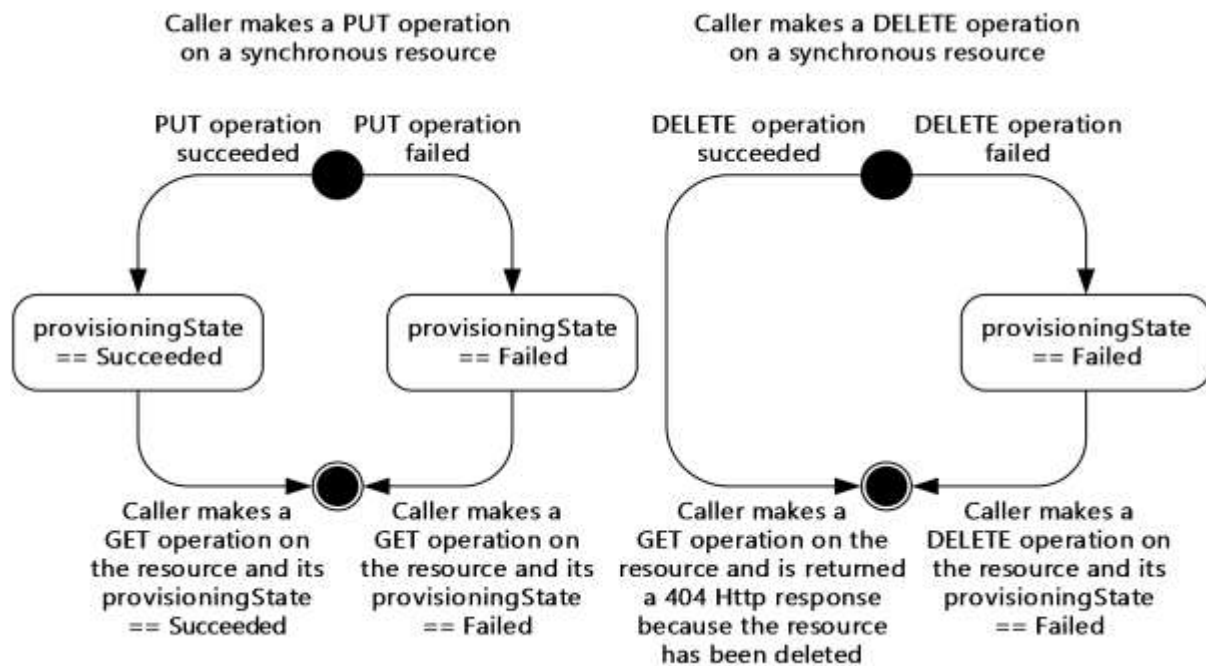 Caller makes a PUT operation
on a synchronous resource
PUT operation
succeeded
PUT operation
failed
provisioningState
== Succeeded
provisioningState
== Failed
Caller makes a
GET operation on
the resource and its
provisioningState
== Succeeded
Caller makes a
GET operation on
the resource and its
provisioningState
== Failed
Caller makes a DELETE operation
on a synchronous resource
DELETE operation
succeeded
DELETE operation
failed
provisioningState
== Failed
Caller makes a
GET operation on the
resource and is returned
a 404 Http response
because the resource
has been deleted
Caller makes a
DELETE operation on
the resource and its
provisioningState
== Failed